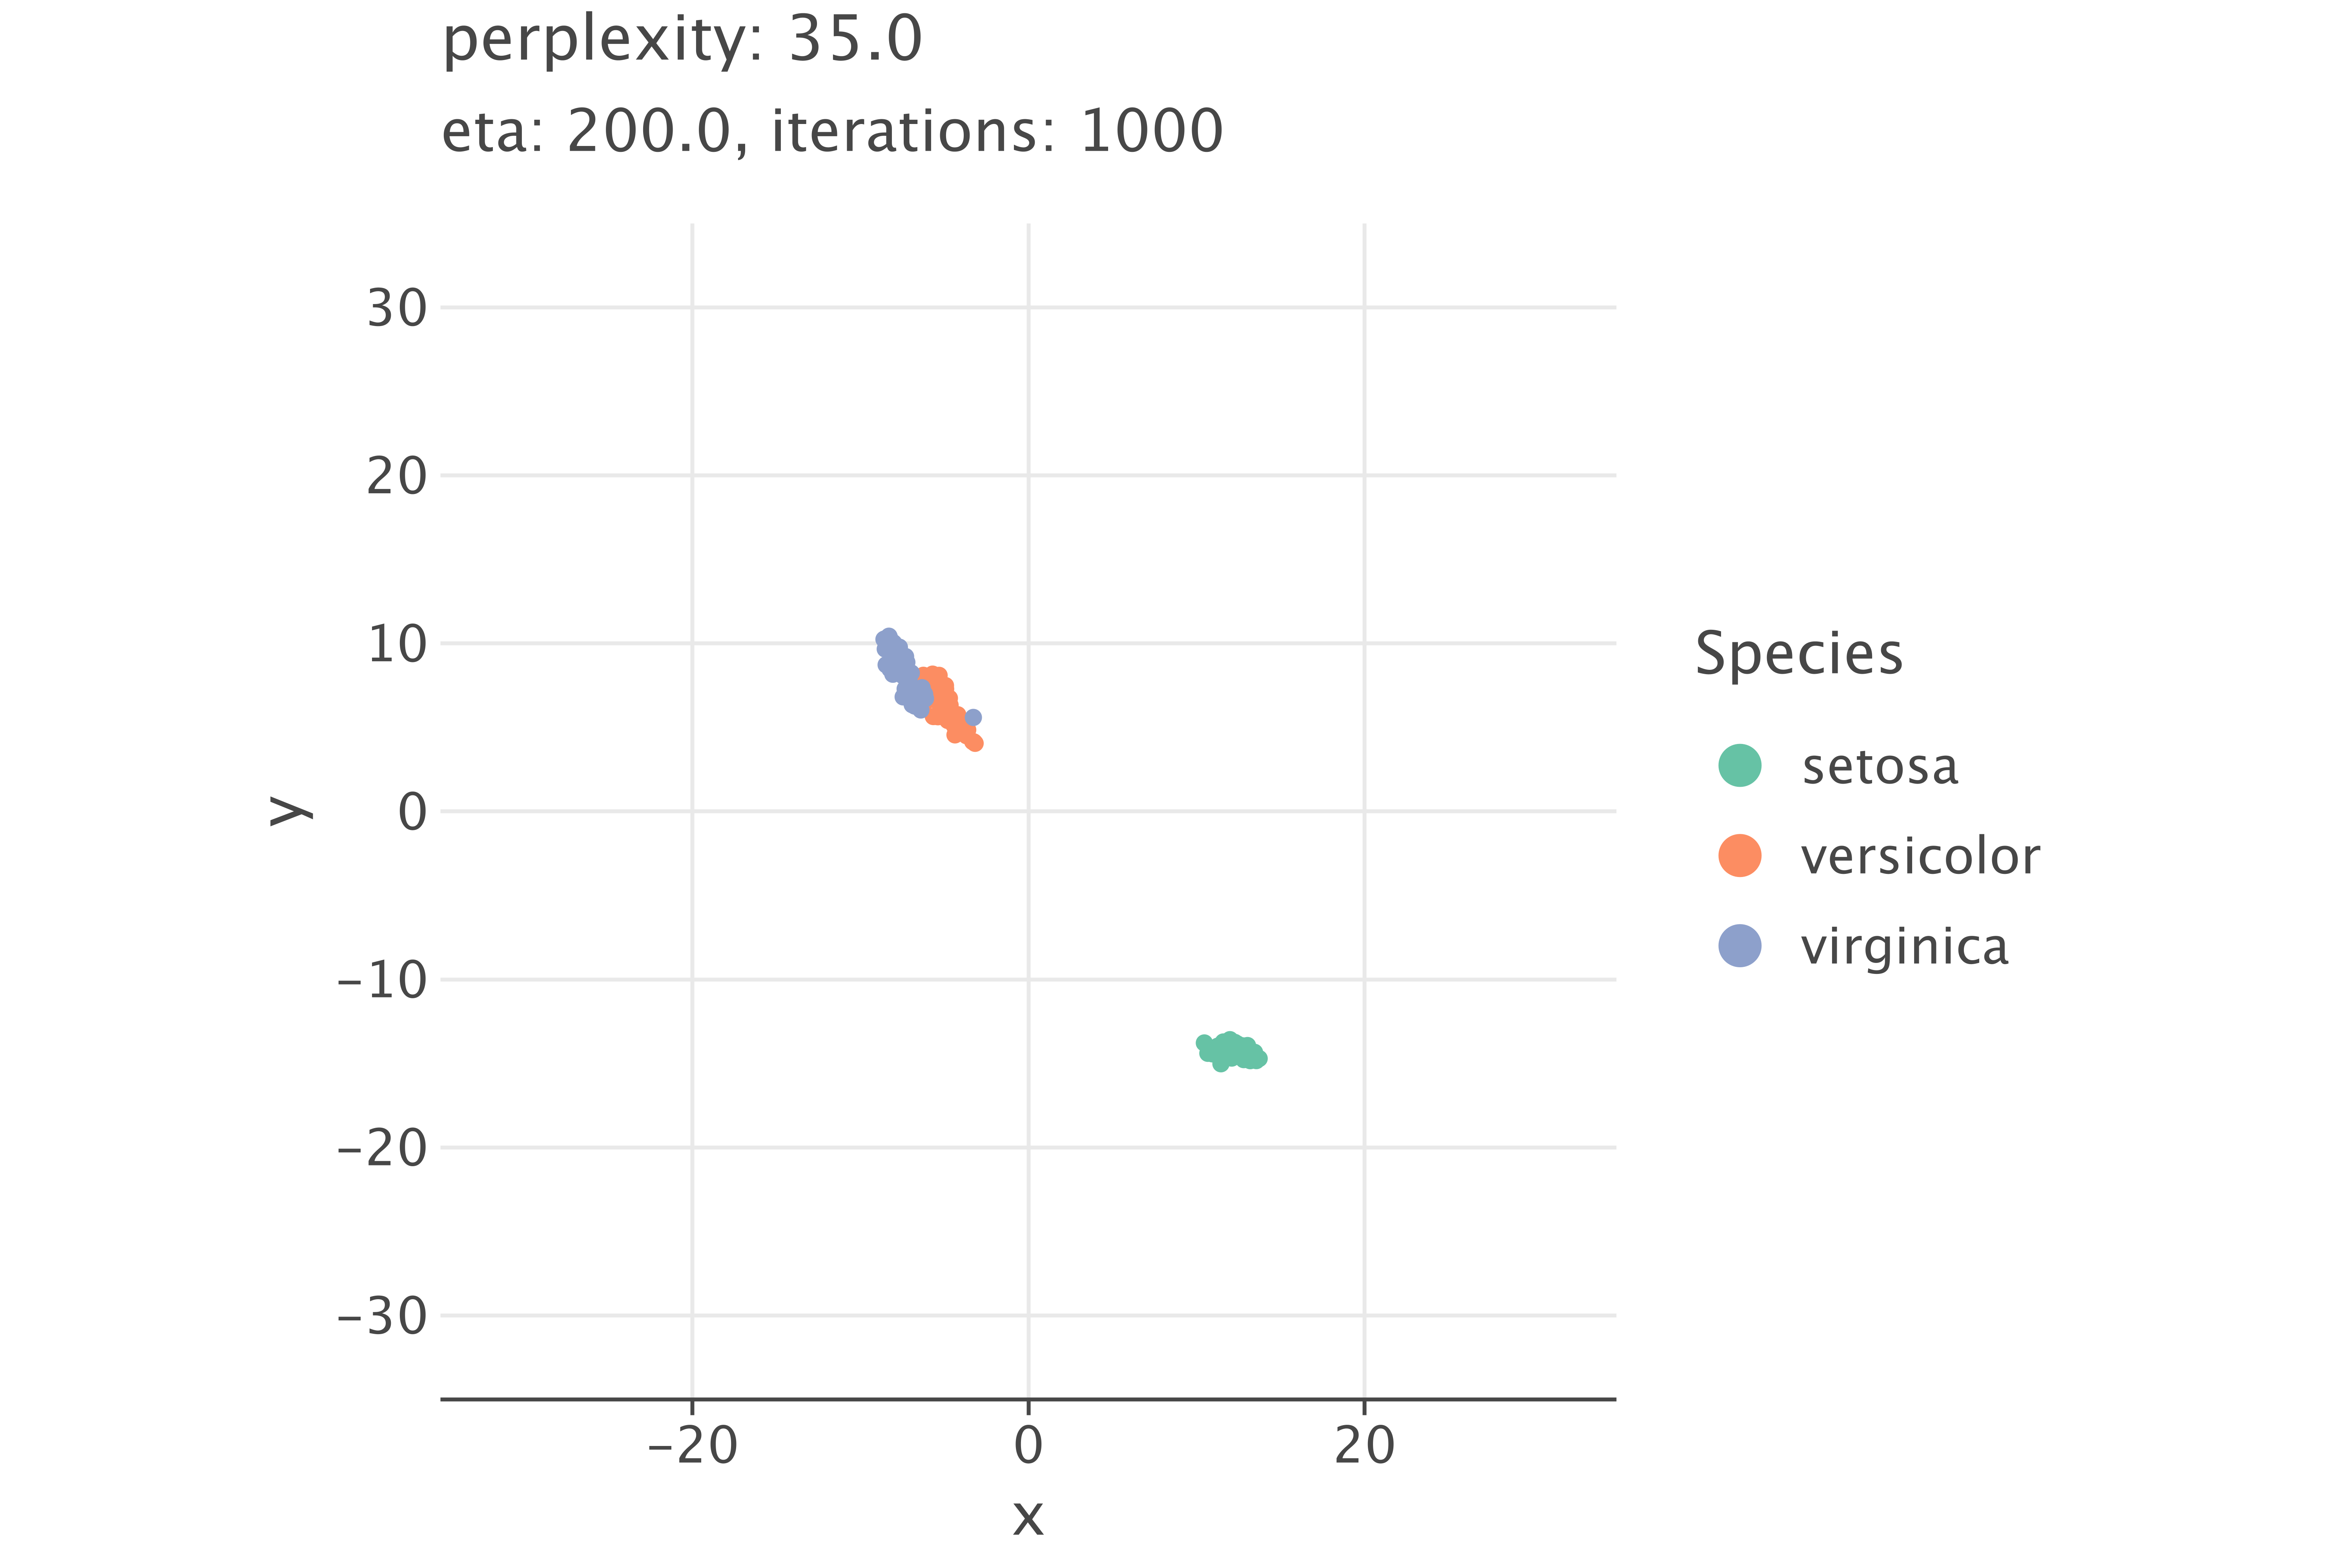 perplexity: 35.0
eta: 200.0, iterations: 1000
30
20
10
0
−10
−20
−30
y
−20
0
20
x
Species
setosa
versicolor
virginica